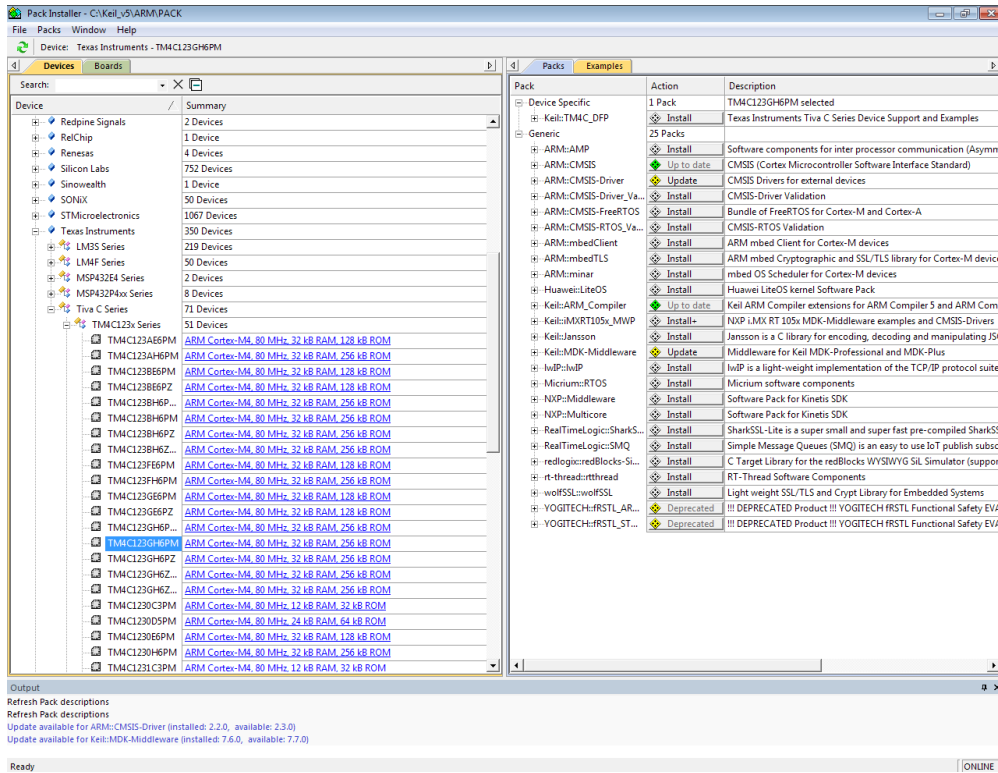 Pack Installer - C:\Keil_v5\ARM\PACK
File Packs Window Help
Device: Texas Instruments - TM4C123GH6PM
Devices Boards
Search:
Device / Summary
Redpine Signals 2 Devices
RelChip 1 Device
Renesas 4 Devices
Silicon Labs 752 Devices
Sinowealth 1 Device
SONiX 50 Devices
STMicroelectronics 1067 Devices
Texas Instruments 350 Devices
LM3S Series 219 Devices
LM4F Series 50 Devices
MSP432E4 Series 2 Devices
MSP432P4xx Series 8 Devices
Tiva C Series 71 Devices
TM4C123x Series 51 Devices
TM4C123AE6PM ARM Cortex-M4, 80 MHz, 32 kB RAM, 128 kB ROM
TM4C123AH6PM ARM Cortex-M4, 80 MHz, 32 kB RAM, 256 kB ROM
TM4C123BE6PM ARM Cortex-M4, 80 MHz, 32 kB RAM, 128 kB ROM
TM4C123BE6PZ ARM Cortex-M4, 80 MHz, 32 kB RAM, 128 kB ROM
TM4C123BH6P... ARM Cortex-M4, 80 MHz, 32 kB RAM, 256 kB ROM
TM4C123BH6PM ARM Cortex-M4, 80 MHz, 32 kB RAM, 256 kB ROM
TM4C123BH6PZ ARM Cortex-M4, 80 MHz, 32 kB RAM, 256 kB ROM
TM4C123BH6Z... ARM Cortex-M4, 80 MHz, 32 kB RAM, 256 kB ROM
TM4C123FE6PM ARM Cortex-M4, 80 MHz, 32 kB RAM, 128 kB ROM
TM4C123FH6PM ARM Cortex-M4, 80 MHz, 32 kB RAM, 256 kB ROM
TM4C123GE6PM ARM Cortex-M4, 80 MHz, 32 kB RAM, 128 kB ROM
TM4C123GE6PZ ARM Cortex-M4, 80 MHz, 32 kB RAM, 128 kB ROM
TM4C123GH6P... ARM Cortex-M4, 80 MHz, 32 kB RAM, 256 kB ROM
TM4C123GH6PM ARM Cortex-M4, 80 MHz, 32 kB RAM, 256 kB ROM
TM4C123GH6PZ ARM Cortex-M4, 80 MHz, 32 kB RAM, 256 kB ROM
TM4C123GH6Z... ARM Cortex-M4, 80 MHz, 32 kB RAM, 256 kB ROM
TM4C123GH6Z... ARM Cortex-M4, 80 MHz, 32 kB RAM, 256 kB ROM
TM4C1230C3PM ARM Cortex-M4, 80 MHz, 12 kB RAM, 32 kB ROM
TM4C1230D5PM ARM Cortex-M4, 80 MHz, 24 kB RAM, 64 kB ROM
TM4C1230E6PM ARM Cortex-M4, 80 MHz, 32 kB RAM, 128 kB ROM
TM4C1230H6PM ARM Cortex-M4, 80 MHz, 32 kB RAM, 256 kB ROM
TM4C1231C3PM ARM Cortex-M4, 80 MHz, 12 kB RAM, 32 kB ROM
Packs Examples
Pack Action Description
Device Specific 1 Pack TM4C123GH6PM selected
Keil::TM4C_DFP Install Texas Instruments Tiva C Series Device Support and Examples
Generic 25 Packs
ARM::AMP Install Software components for inter processor communication (Asymm
ARM::CMSIS Up to date CMSIS (Cortex Microcontroller Software Interface Standard)
ARM::CMSIS-Driver Update CMSIS Drivers for external devices
ARM::CMSIS-Driver_Va... Install CMSIS-Driver Validation
ARM::CMSIS-FreeRTOS Install Bundle of FreeRTOS for Cortex-M and Cortex-A
ARM::CMSIS-RTOS_Va... Install CMSIS-RTOS Validation
ARM::mbedClient Install ARM mbed Client for Cortex-M devices
ARM::mbedTLS Install ARM mbed Cryptographic and SSL/TLS library for Cortex-M device
ARM::minar Install mbed OS Scheduler for Cortex-M devices
Huawei::LiteOS Install Huawei LiteOS kernel Software Pack
Keil::ARM_Compiler Up to date Keil ARM Compiler extensions for ARM Compiler 5 and ARM Com
Keil::iMXRT105x_MWP Install+ NXP i.MX RT 105x MDK-Middleware examples and CMSIS-Drivers
Keil::Jansson Install Jansson is a C library for encoding, decoding and manipulating JSO
Keil::MDK-Middleware Update Middleware for Keil MDK-Professional and MDK-Plus
lwIP::lwIP Install lwIP is a light-weight implementation of the TCP/IP protocol suite
Micrium::RTOS Install Micrium software components
NXP::Middleware Install Software Pack for Kinetis SDK
NXP::Multicore Install Software Pack for Kinetis SDK
RealTimeLogic::SharkS... Install SharkSSL-Lite is a super small and super fast pre-compiled SharkSS
RealTimeLogic::SMQ Install Simple Message Queues (SMQ) is an easy to use IoT publish subsc
redlogix::redBlocks-Si... Install C Target Library for the redBlocks WYSIWYG SiL Simulator (suppor
rt-thread::rtthread Install RT-Thread Software Components
wolfSSL::wolfSSL Install Light weight SSL/TLS and Crypt Library for Embedded Systems
YOGITECH::fRSTL_AR... Deprecated !!! DEPRECATED Product !!! YOGITECH fRSTL Functional Safety EVA
YOGITECH::fRSTL_ST... Deprecated !!! DEPRECATED Product !!! YOGITECH fRSTL Functional Safety EVA
Output
Refresh Pack descriptions
Refresh Pack descriptions
Update available for ARM::CMSIS-Driver (installed: 2.2.0, available: 2.3.0)
Update available for Keil::MDK-Middleware (installed: 7.6.0, available: 7.7.0)
Ready ONLINE